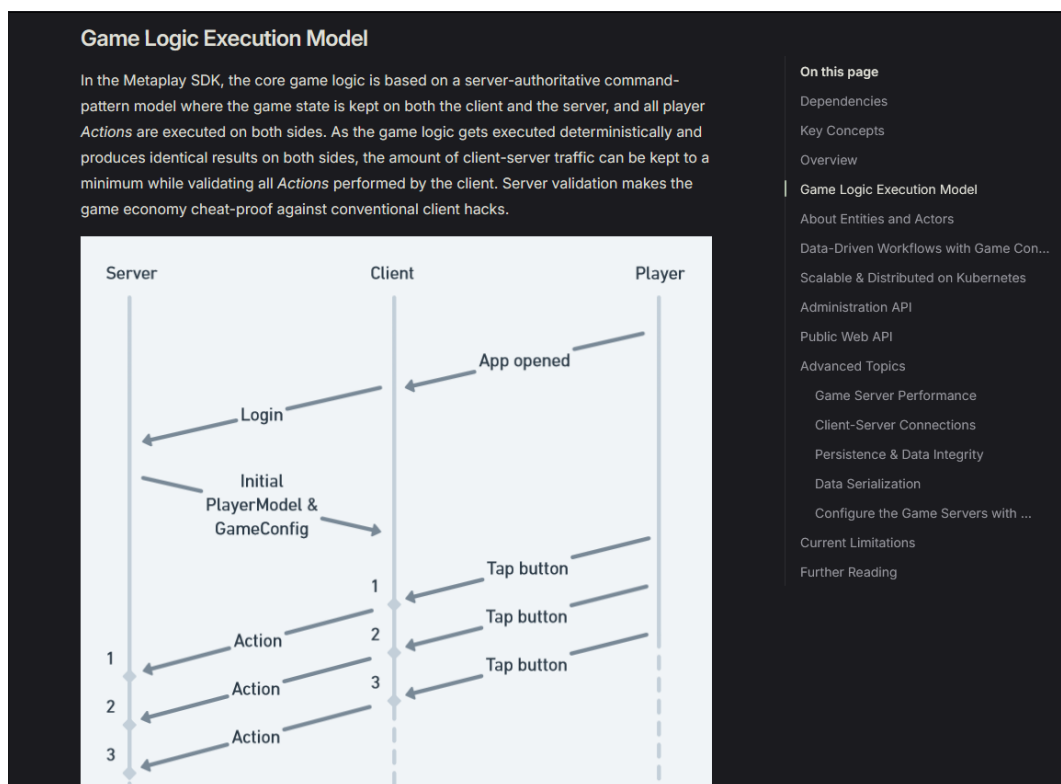 Game Logic Execution Model
In the Metaplay SDK, the core game logic is based on a server-authoritative command-
pattern model where the game state is kept on both the client and the server, and all player
Actions are executed on both sides. As the game logic gets executed deterministically and
produces identical results on both sides, the amount of client-server traffic can be kept to a
minimum while validating all Actions performed by the client. Server validation makes the
game economy cheat-proof against conventional client hacks.
Server
Client
Player
App opened
Login
Initial
PlayerModel &
GameConfig
Tap button
1
Tap button
Action
2
1
Tap button
Action
3
2
Action
3
On this page
Dependencies
Key Concepts
Overview
Game Logic Execution Model
About Entities and Actors
Data-Driven Workflows with Game Con...
Scalable & Distributed on Kubernetes
Administration API
Public Web API
Advanced Topics
Game Server Performance
Client-Server Connections
Persistence & Data Integrity
Data Serialization
Configure the Game Servers with ...
Current Limitations
Further Reading